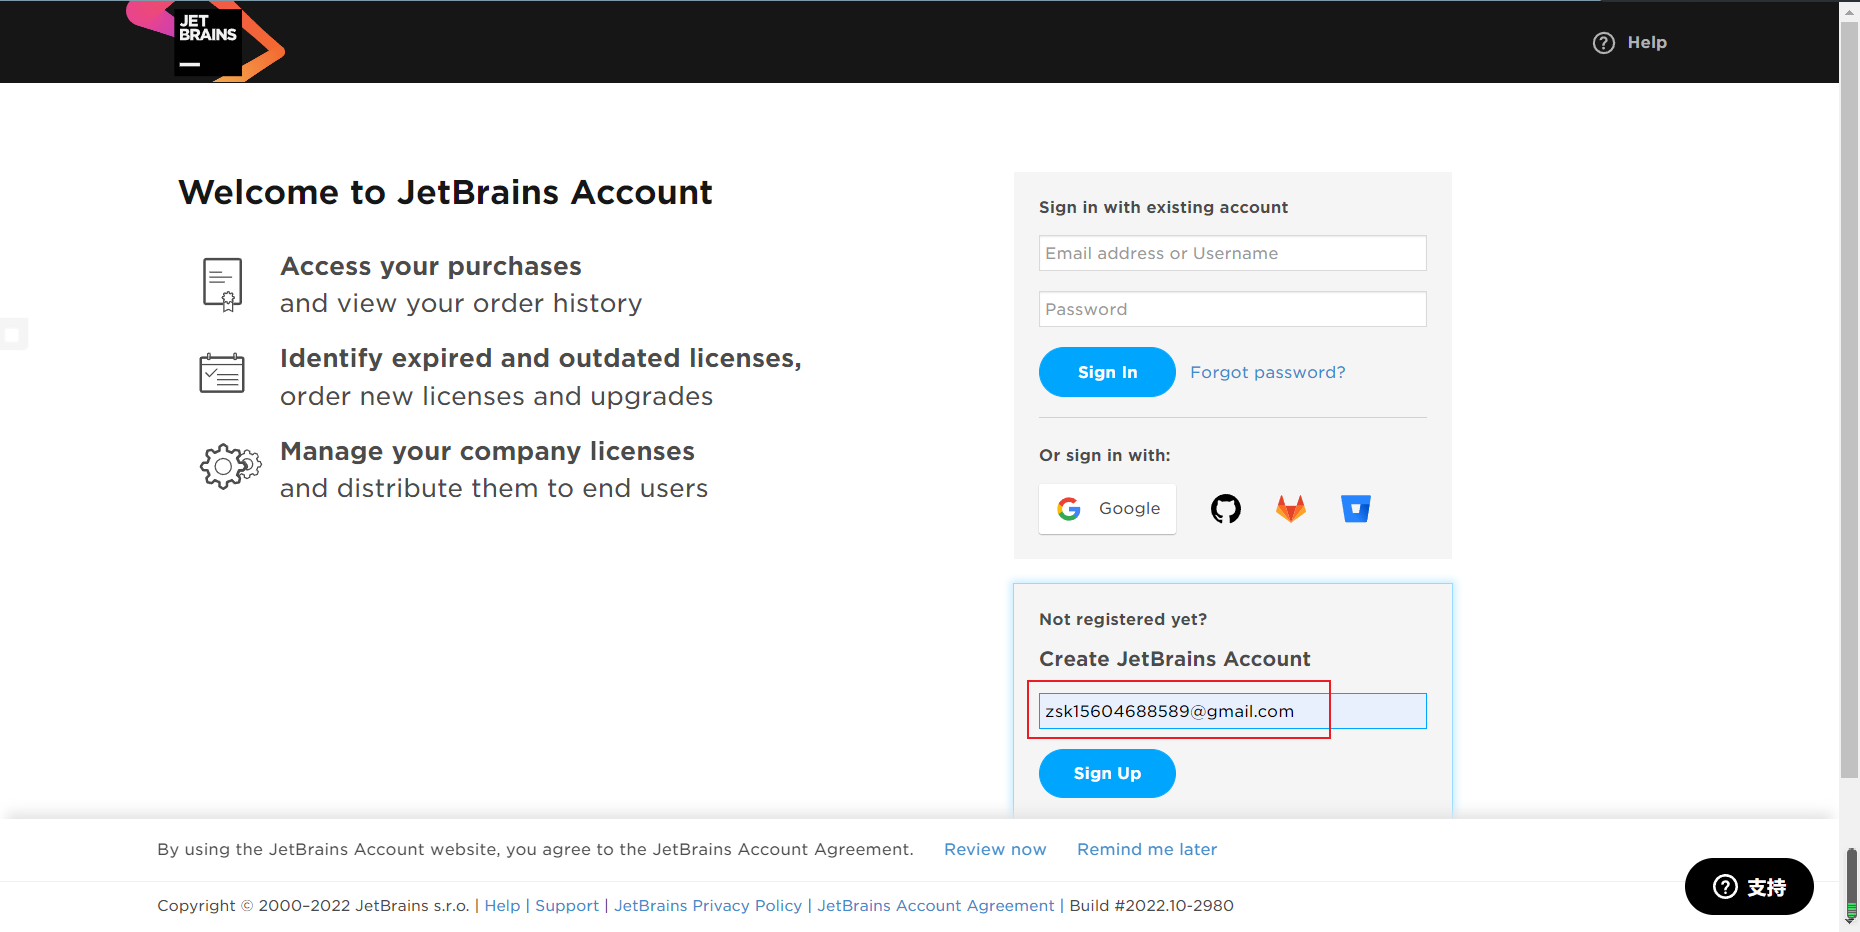 JET
BRAINS
Help
Welcome to JetBrains Account
Access your purchases
and view your order history
Identify expired and outdated licenses,
order new licenses and upgrades
Manage your company licenses
and distribute them to end users
Sign in with existing account
Email address or Username
Password
Sign In
Forgot password?
Or sign in with:
Google
Not registered yet?
Create JetBrains Account
zsk15604688589@gmail.com
Sign Up
By using the JetBrains Account website, you agree to the JetBrains Account Agreement. Review now Remind me later
支持
Copyright © 2000–2022 JetBrains s.r.o. | Help | Support | JetBrains Privacy Policy | JetBrains Account Agreement | Build #2022.10-2980